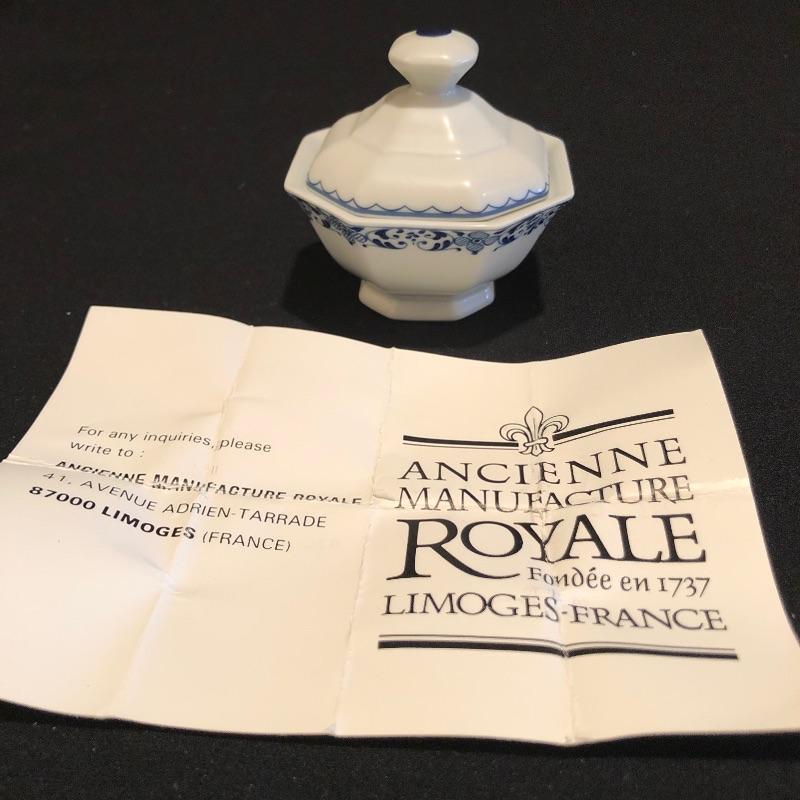 For any inquiries, please
write to :
ANCIENNE MANUFACTURE ROYALE
41, AVENUE ADRIEN-TARRADE
87000 LIMOGES (FRANCE)
ANCIENNE
MANUFACTURE
ROYALE
Fondée en 1737
LIMOGES-FRANCE